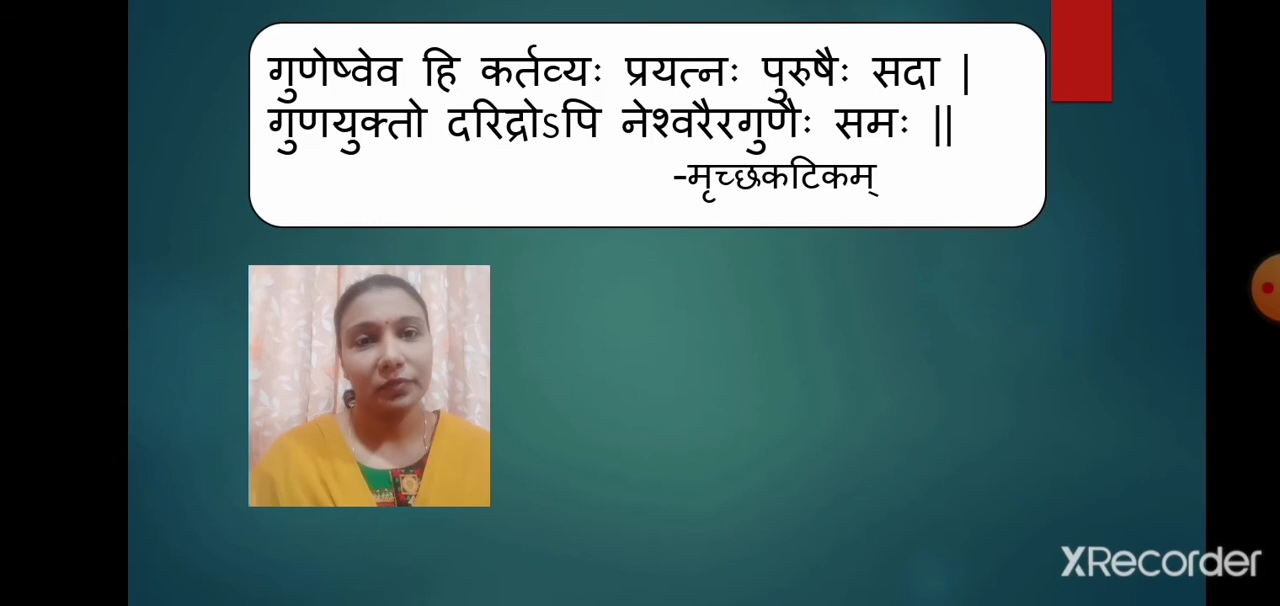 गुणेष्वेव हि कर्तव्यः प्रयत्नः पुरुषैः सदा |
गुणयुक्तो दरिद्रोऽपि नेश्वरैरगुणैः समः ||
-मृच्छकटिकम्
XRecorder